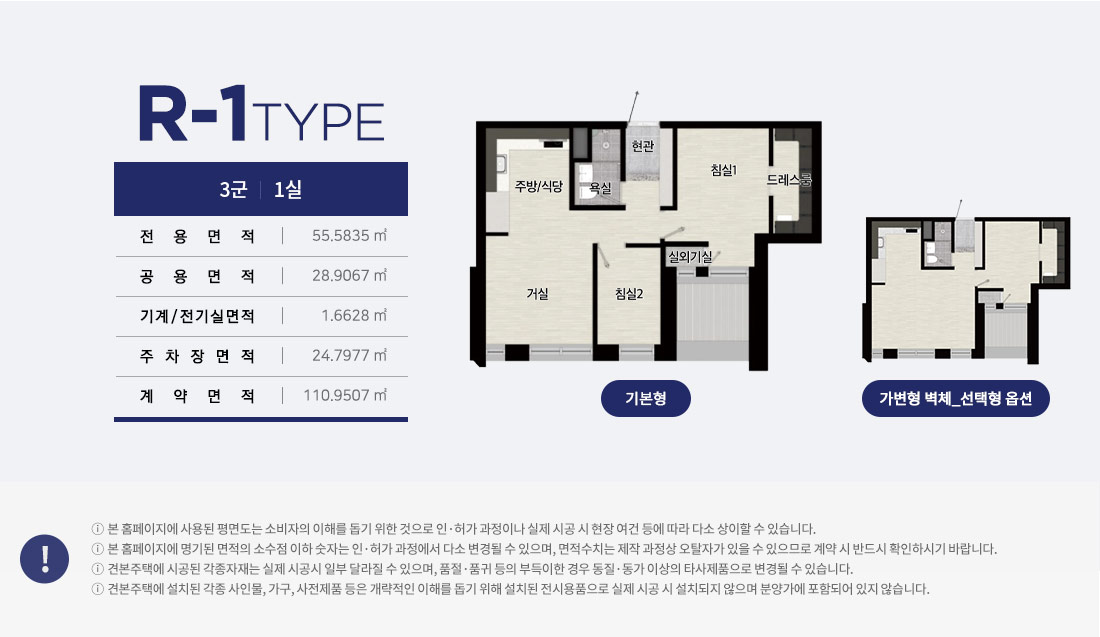 R-1TYPE
3군 | 1실
전용면적 | 55.5835 ㎡
공용면적 | 28.9067 ㎡
기계/전기실면적 | 1.6628 ㎡
주차장면적 | 24.7977 ㎡
계약면적 | 110.9507 ㎡
현관
주방/식당
욕실
침실1
드레스룸
실외기실
거실
침실2
기본형
가변형 벽체_선택형 옵션
!
ⓘ 본 홈페이지에 사용된 평면도는 소비자의 이해를 돕기 위한 것으로 인·허가 과정이나 실제 시공 시 현장 여건 등에 따라 다소 상이할 수 있습니다.
ⓘ 본 홈페이지에 명기된 면적의 소수점 이하 숫자는 인·허가 과정에서 다소 변경될 수 있으며, 면적수치는 제작 과정상 오탈자가 있을 수 있으므로 계약 시 반드시 확인하시기 바랍니다.
ⓘ 견본주택에 시공된 각종자재는 실제 시공시 일부 달라질 수 있으며, 품절·품귀 등의 부득이한 경우 동질·동가 이상의 타사제품으로 변경될 수 있습니다.
ⓘ 견본주택에 설치된 각종 사인물, 가구, 사전제품 등은 개략적인 이해를 돕기 위해 설치된 전시용품으로 실제 시공 시 설치되지 않으며 분양가에 포함되어 있지 않습니다.